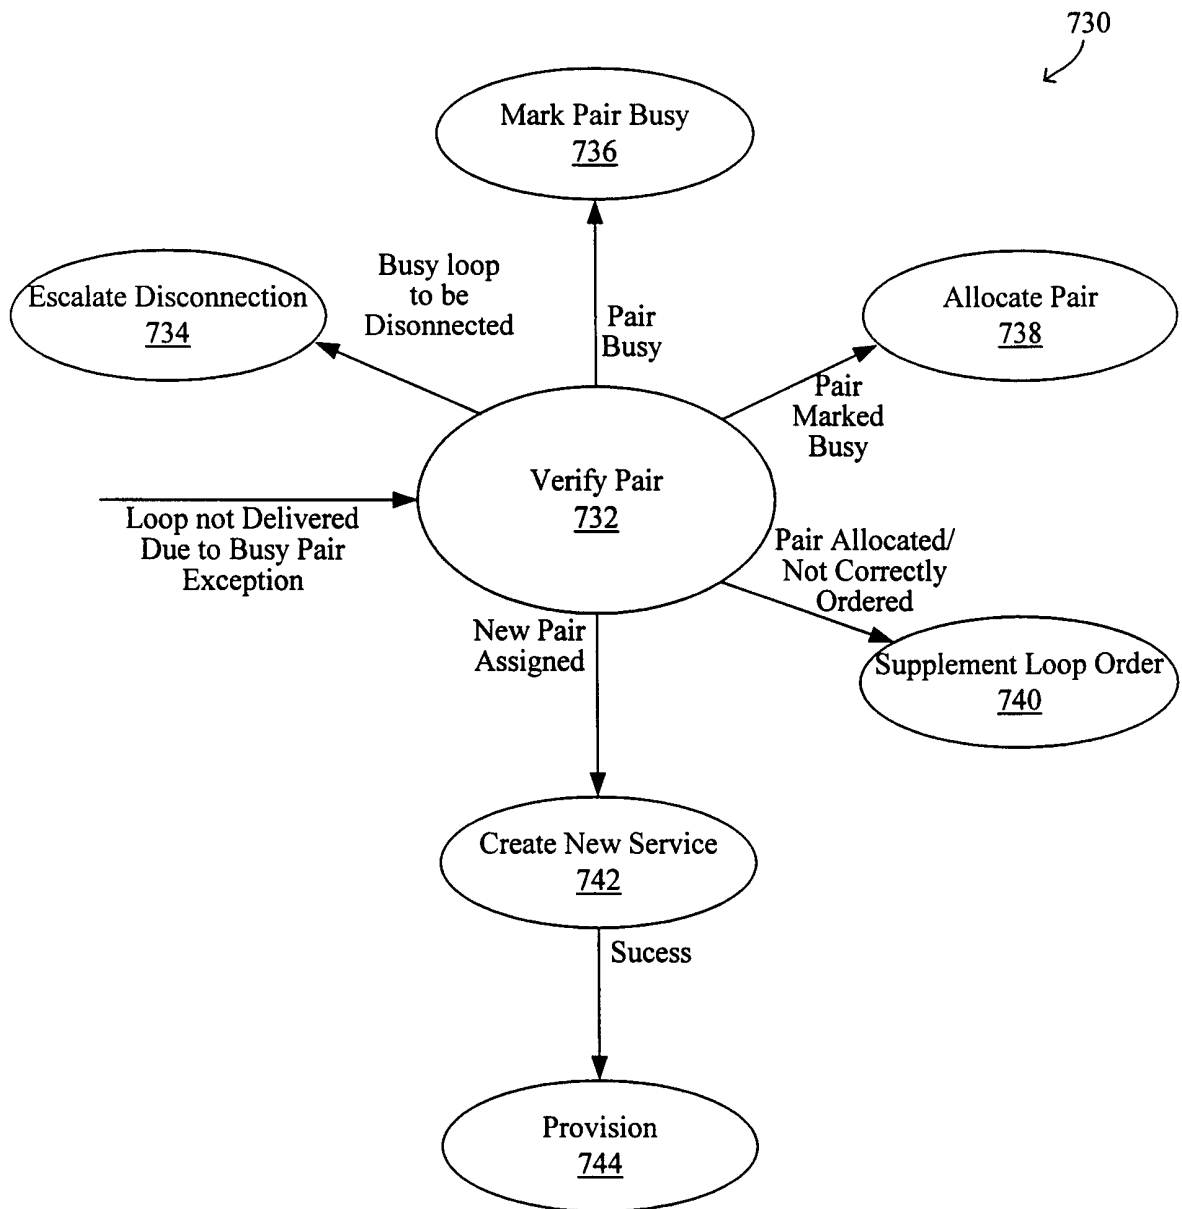 730
Mark Pair Busy
736
Busy loop
to be
Disonnected
Escalate Disconnection
734
Pair
Busy
Allocate Pair
738
Pair
Marked
Busy
Verify Pair
732
Loop not Delivered
Due to Busy Pair
Exception
Pair Allocated/
Not Correctly
Ordered
New Pair
Assigned
Supplement Loop Order
740
Create New Service
742
Sucess
Provision
744